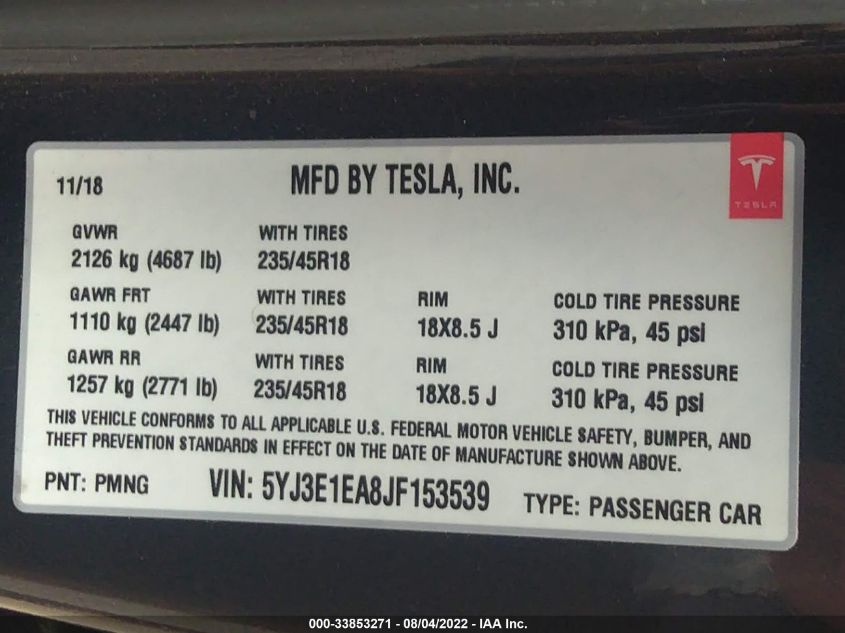 11/18 MFD BY TESLA, INC.
TESLA
GVWR WITH TIRES
2126 kg (4687 lb) 235/45R18
GAWR FRT WITH TIRES RIM COLD TIRE PRESSURE
1110 kg (2447 lb) 235/45R18 18X8.5 J 310 kPa, 45 psi
GAWR RR WITH TIRES RIM COLD TIRE PRESSURE
1257 kg (2771 lb) 235/45R18 18X8.5 J 310 kPa, 45 psi
THIS VEHICLE CONFORMS TO ALL APPLICABLE U.S. FEDERAL MOTOR VEHICLE SAFETY, BUMPER, AND
THEFT PREVENTION STANDARDS IN EFFECT ON THE DATE OF MANUFACTURE SHOWN ABOVE.
PNT: PMNG VIN: 5YJ3E1EA8JF153539 TYPE: PASSENGER CAR
000-33853271 - 08/04/2022 - IAA Inc.